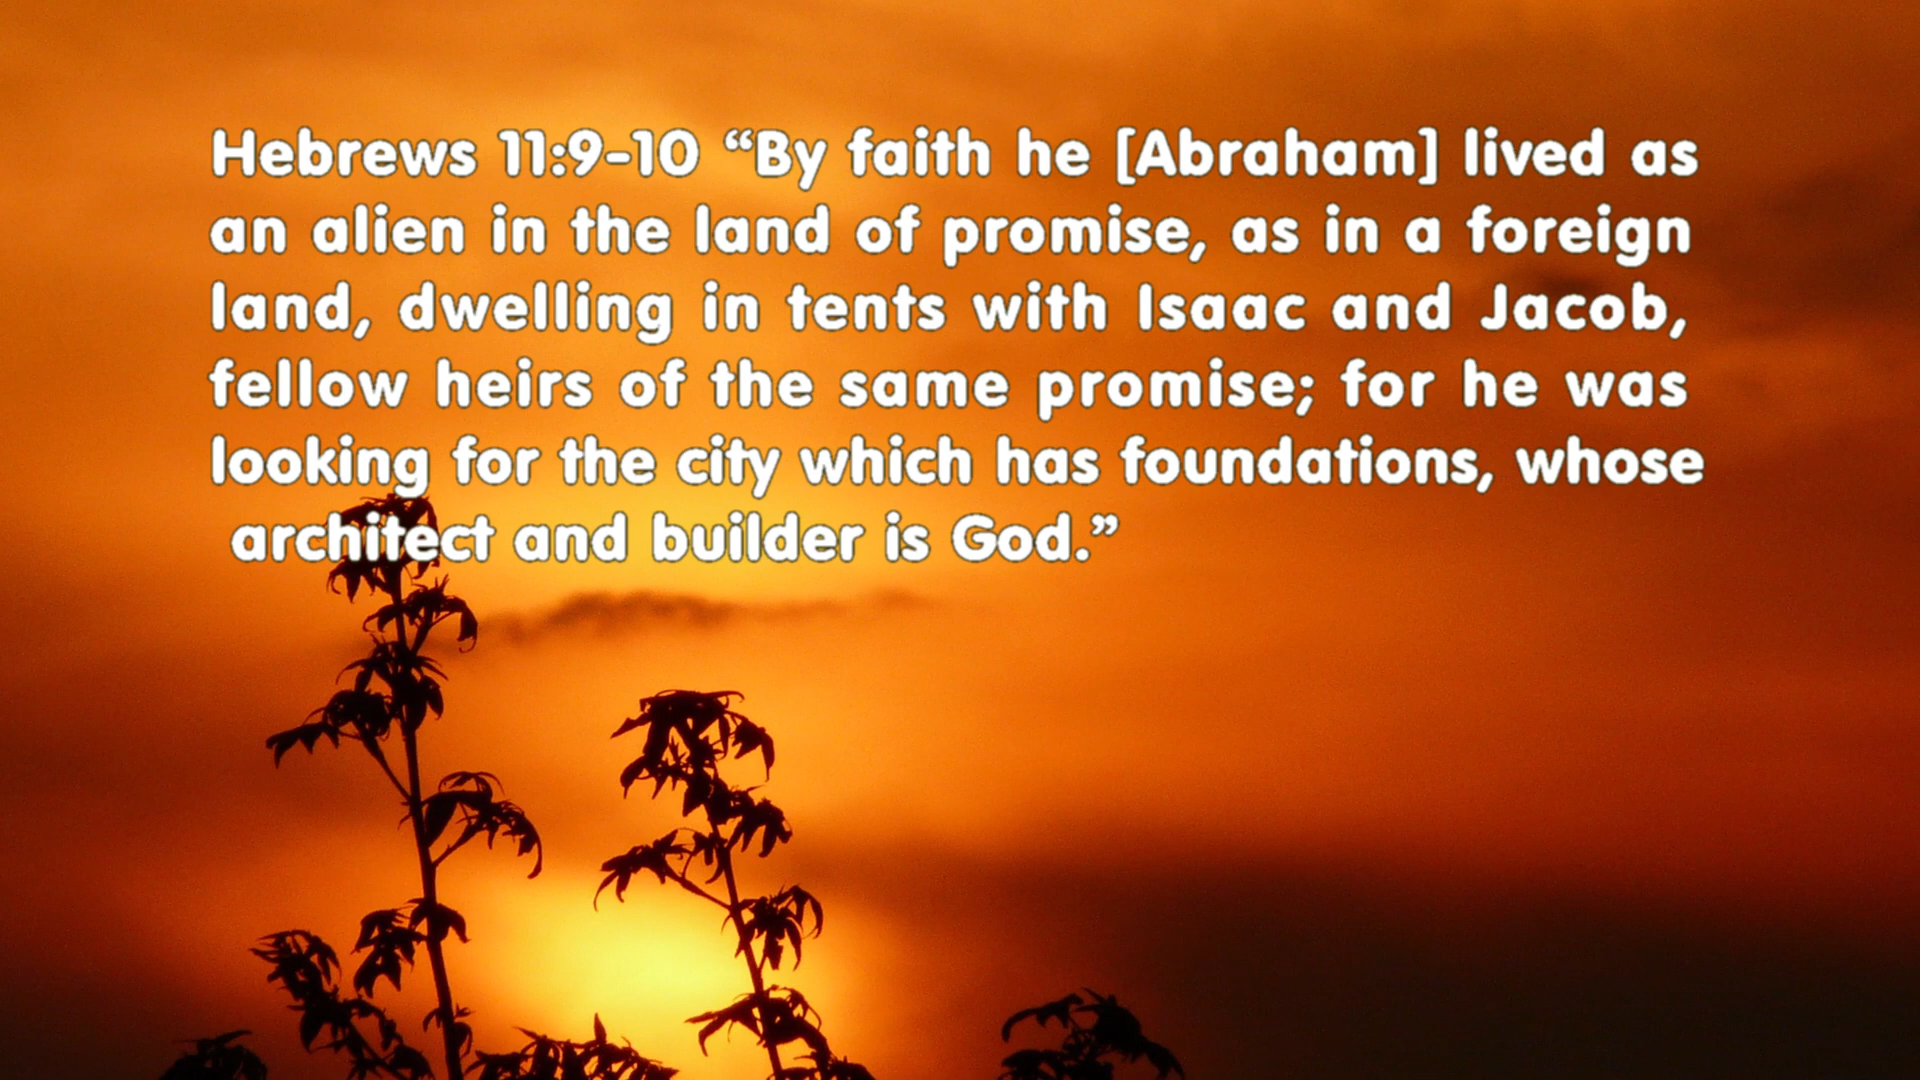 Hebrews 11:9-10 “By faith he [Abraham] lived as
an alien in the land of promise, as in a foreign
land, dwelling in tents with Isaac and Jacob,
fellow heirs of the same promise; for he was
looking for the city which has foundations, whose
architect and builder is God.”